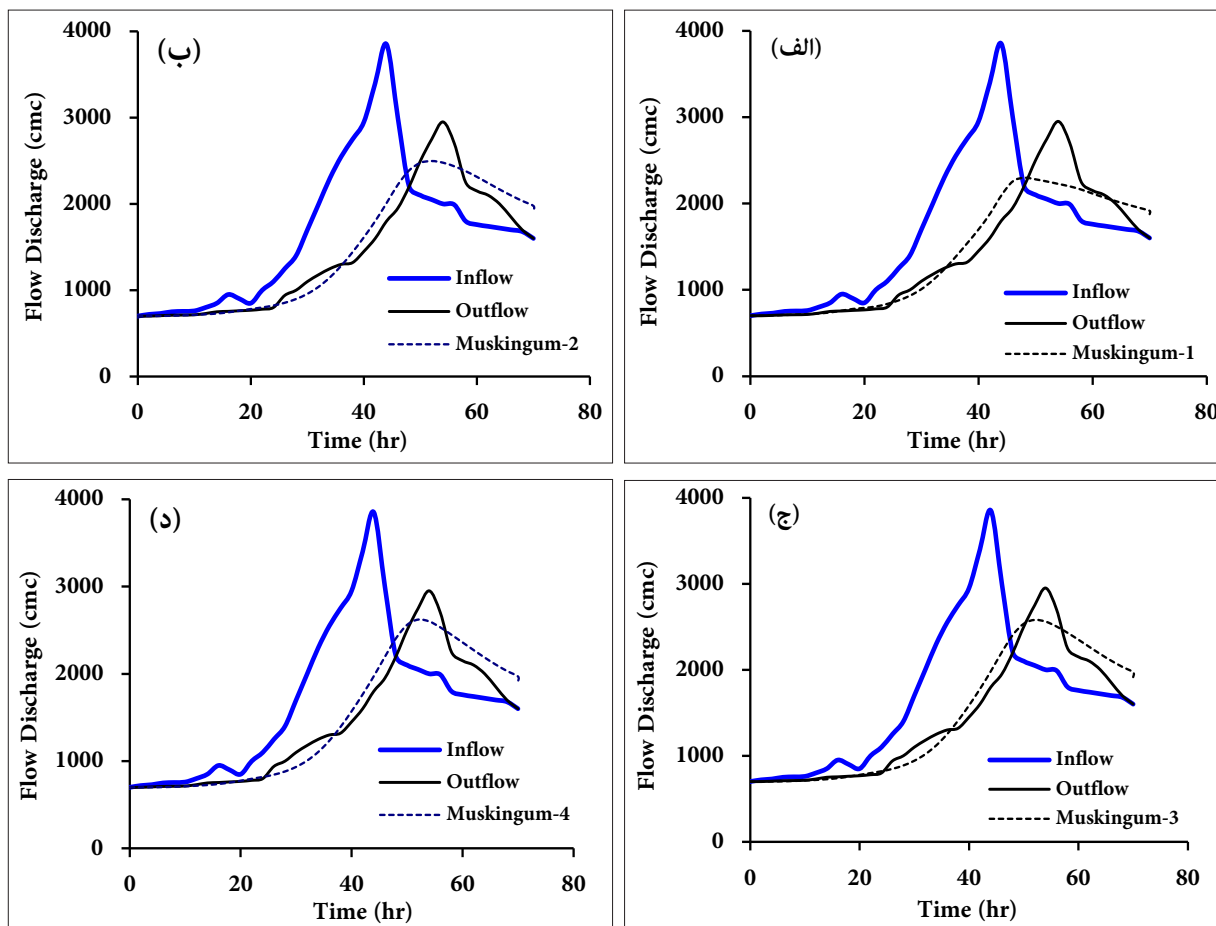 (الف)
Flow Discharge (cmc)
4000
3000
2000
1000
0
Inflow
Outflow
Muskingum-1
0 20 40 60 80
Time (hr)
(ب)
Flow Discharge (cmc)
4000
3000
2000
1000
0
Inflow
Outflow
Muskingum-2
0 20 40 60 80
Time (hr)
(ج)
Flow Discharge (cmc)
4000
3000
2000
1000
0
Inflow
Outflow
Muskingum-3
0 20 40 60 80
Time (hr)
(د)
Flow Discharge (cmc)
4000
3000
2000
1000
0
Inflow
Outflow
Muskingum-4
0 20 40 60 80
Time (hr)